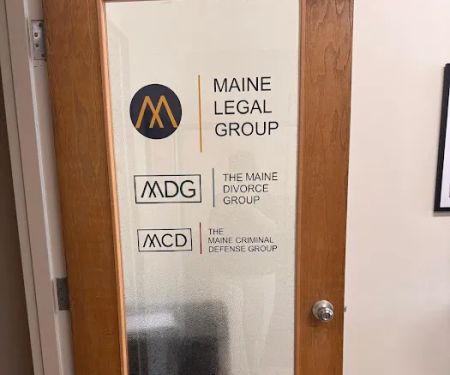 M
MAINE
LEGAL
GROUP
MDG
THE MAINE
DIVORCE
GROUP
MCD
THE
MAINE CRIMINAL
DEFENSE GROUP